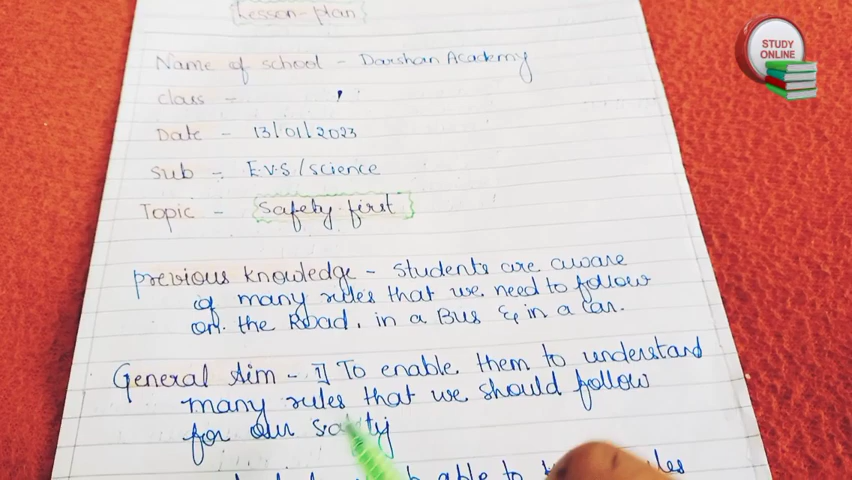 Lesson-plan
STUDY
ONLINE
Name of school - Darshan Academy
class -
Date - 13/01/2023
Sub - E.V.S/science
Topic - Safety first
previous knowledge - students are aware
of many rules that we need to follow
on the Road, in a Bus & in a car.
General Aim - 1] To enable them to understand
many rules that we should follow
for our safety
able to